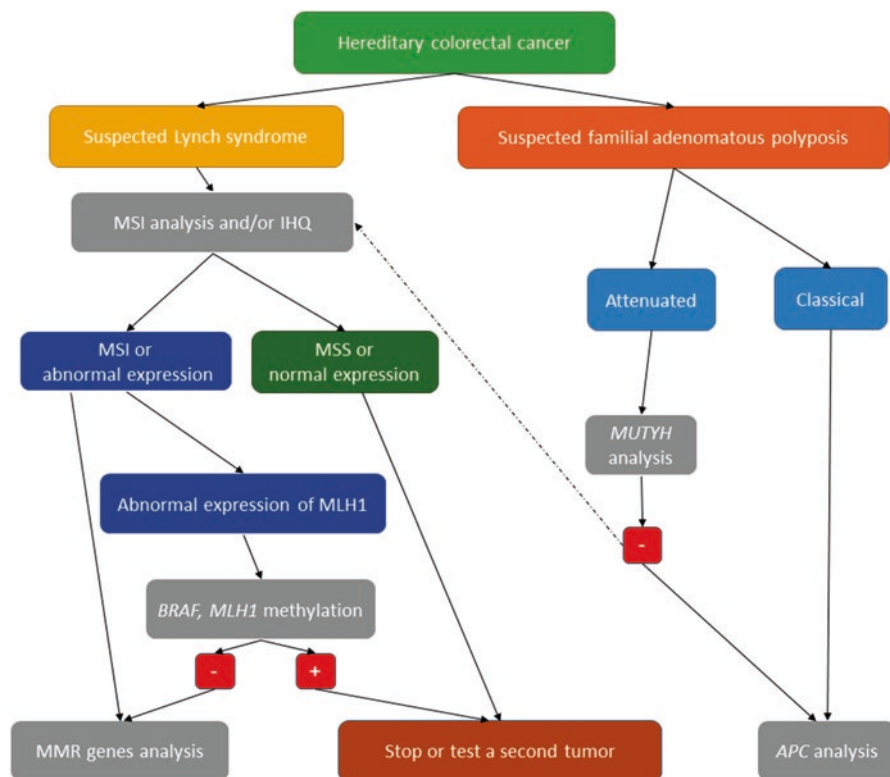 Hereditary colorectal cancer
Suspected Lynch syndrome
Suspected familial adenomatous polyposis
MSI analysis and/or IHQ
Attenuated
Classical
MSI or
abnormal expression
MSS or
normal expression
MUTYH
analysis
Abnormal expression of MLH1
-
BRAF, MLH1 methylation
-
+
MMR genes analysis
Stop or test a second tumor
APC analysis